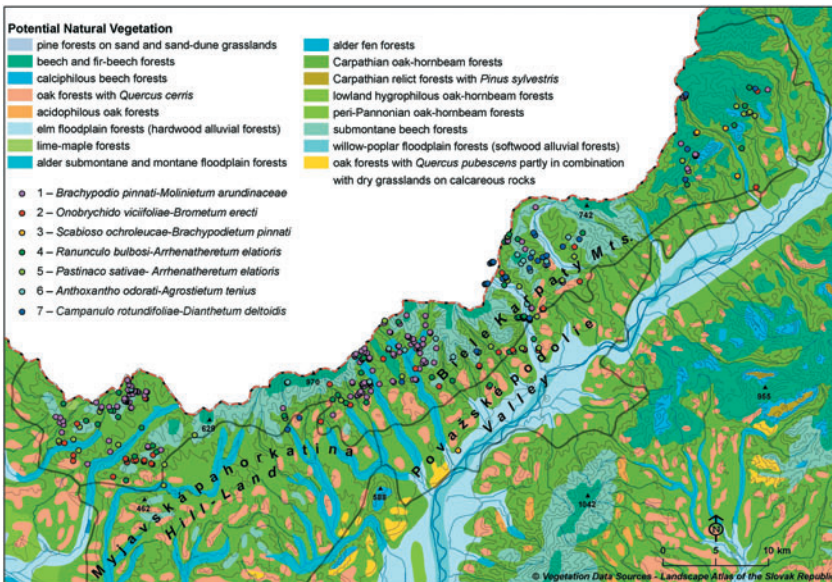 Potential Natural Vegetation
pine forests on sand and sand-dune grasslands
beech and fir-beech forests
calciphilous beech forests
oak forests with Quercus cerris
acidophilous oak forests
elm floodplain forests (hardwood alluvial forests)
lime-maple forests
alder submontane and montane floodplain forests
alder fen forests
Carpathian oak-hornbeam forests
Carpathian relict forests with Pinus sylvestris
lowland hygrophilous oak-hornbeam forests
peri-Pannonian oak-hornbeam forests
submontane beech forests
willow-poplar floodplain forests (softwood alluvial forests)
oak forests with Quercus pubescens partly in combination
with dry grasslands on calcareous rocks
1 – Brachypodio pinnati-Molinietum arundinaceae
2 – Onobrychido viciifoliae-Brometum erecti
3 – Scabioso ochroleucae-Brachypodietum pinnati
4 – Ranunculo bulbosi-Arrhenatheretum elatioris
5 – Pastinaco sativae- Arrhenatheretum elatioris
6 – Anthoxantho odorati-Agrostietum tenius
7 – Campanulo rotundifoliae-Dianthetum deltoidis
742
Biele Karpaty Mts.
970
629
Považské Podolie
Valley
955
Myjavská pahorkatina
Hill-Land
462
588
1042
N
0 5 10 km
© Vegetation Data Sources - Landscape Atlas of the Slovak Republic